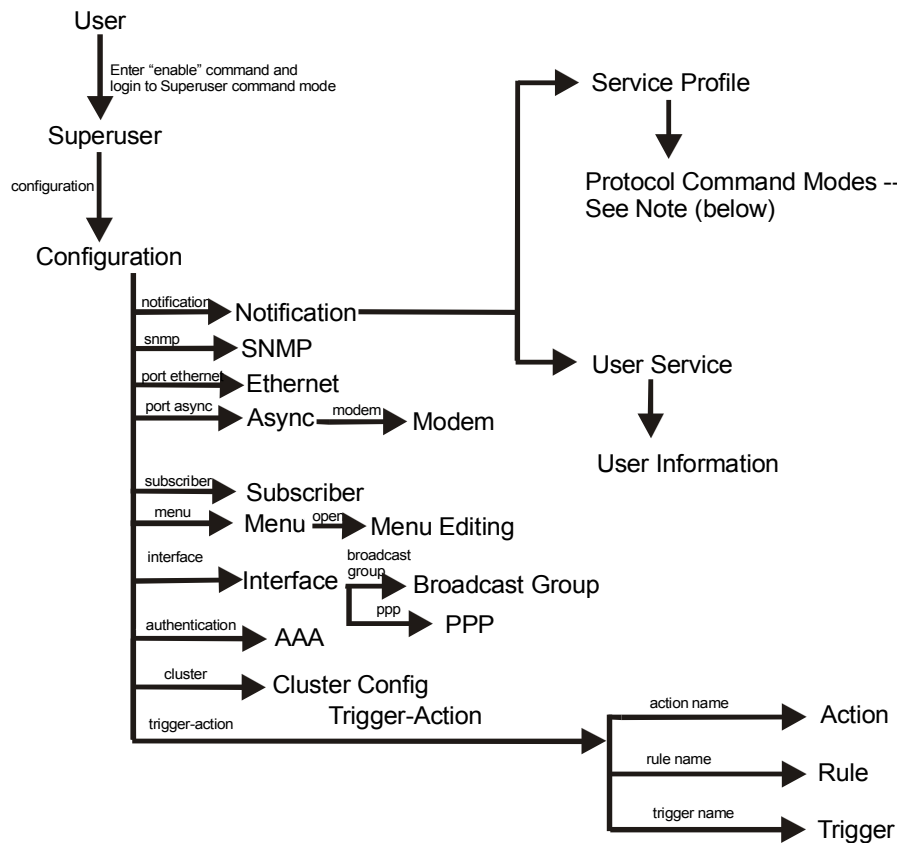 User
Enter “enable” command and
login to Superuser command mode
Superuser
configuration
Configuration
notification
Notification
Service Profile
Protocol Command Modes --
See Note (below)
User Service
User Information
snmp
SNMP
port ethernet
Ethernet
port async
Async
modem
Modem
subscriber
Subscriber
menu
Menu
open
Menu Editing
interface
Interface
broadcast
group
Broadcast Group
ppp
PPP
authentication
AAA
cluster
Cluster Config
trigger-action
Trigger-Action
action name
Action
rule name
Rule
trigger name
Trigger